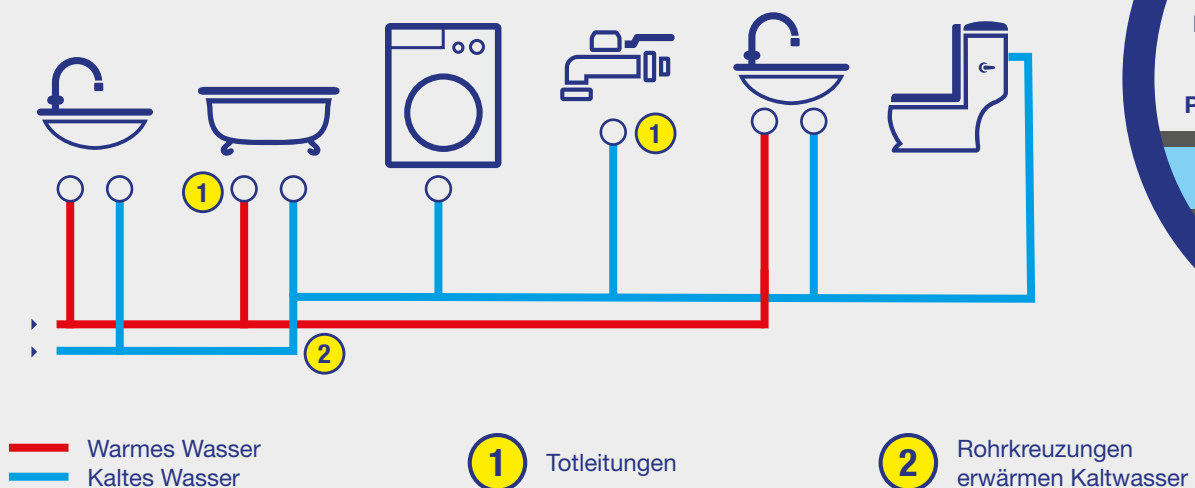 P
1
1
2
Warmes Wasser
Kaltes Wasser
1
Totleitungen
2
Rohrkreuzungen
erwärmen Kaltwasser